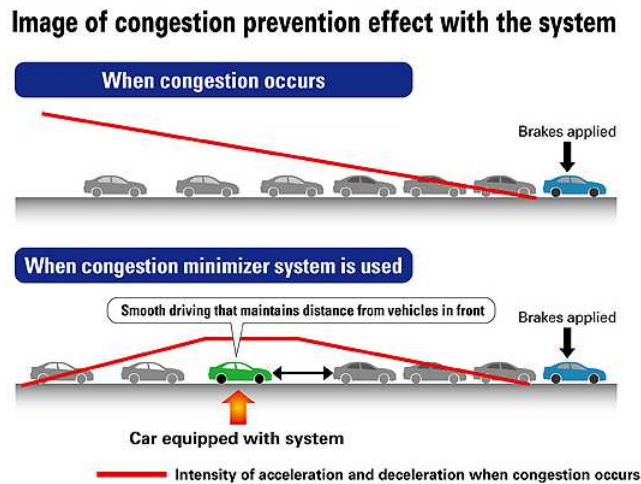 Image of congestion prevention effect with the system
When congestion occurs
Brakes applied
When congestion minimizer system is used
Smooth driving that maintains distance from vehicles in front
Brakes applied
Car equipped with system
Intensity of acceleration and deceleration when congestion occurs